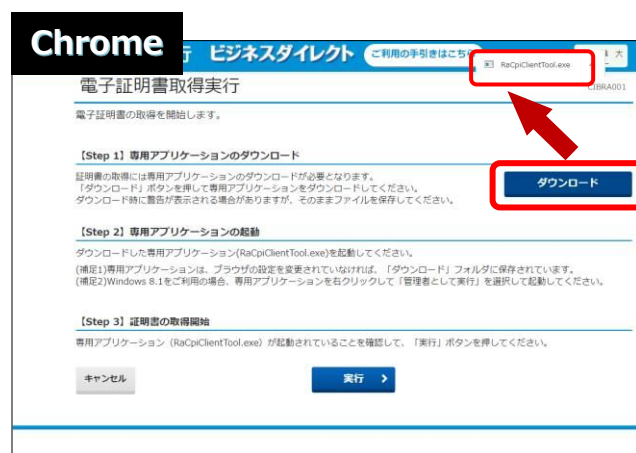 Chrome
ビジネスダイレクト
ご利用の手引きはこちら
大
RaCpiClientTool.exe
電子証明書取得実行
CIBRA001
電子証明書の取得を開始します。
【Step 1】専用アプリケーションのダウンロード
証明書の取得には専用アプリケーションのダウンロードが必要となります。
「ダウンロード」ボタンを押して専用アプリケーションをダウンロードしてください。
ダウンロード時に警告が表示される場合がありますが、そのままファイルを保存してください。
ダウンロード
【Step 2】専用アプリケーションの起動
ダウンロードした専用アプリケーション(RaCpiClientTool.exe)を起動してください。
(補足1)専用アプリケーションは、ブラウザの設定を変更されていなければ、「ダウンロード」フォルダに保存されています。
(補足2)Windows 8.1をご利用の場合、専用アプリケーションを右クリックして「管理者として実行」を選択して起動してください。
【Step 3】証明書の取得開始
専用アプリケーション（RaCpiClientTool.exe）が起動されていることを確認して、「実行」ボタンを押してください。
キャンセル
実行